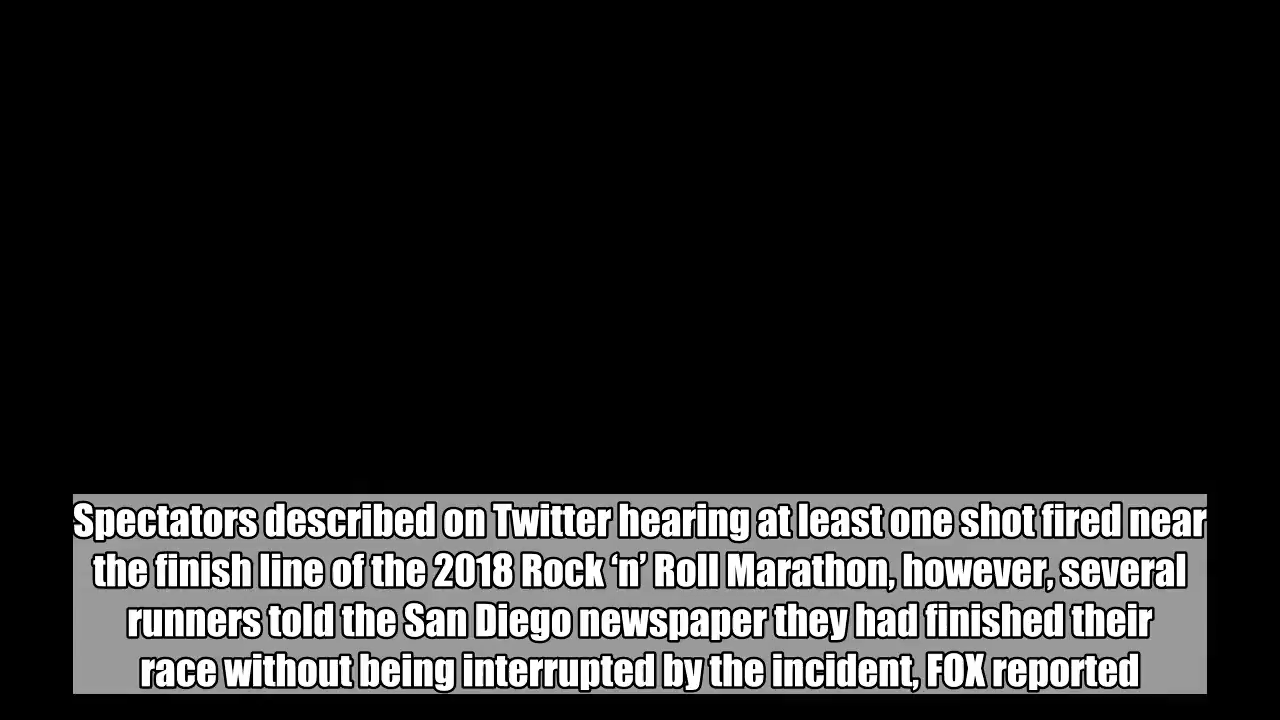 Spectators described on Twitter hearing at least one shot fired near
the finish line of the 2018 Rock ‘n’ Roll Marathon, however, several
runners told the San Diego newspaper they had finished their
race without being interrupted by the incident, FOX reported